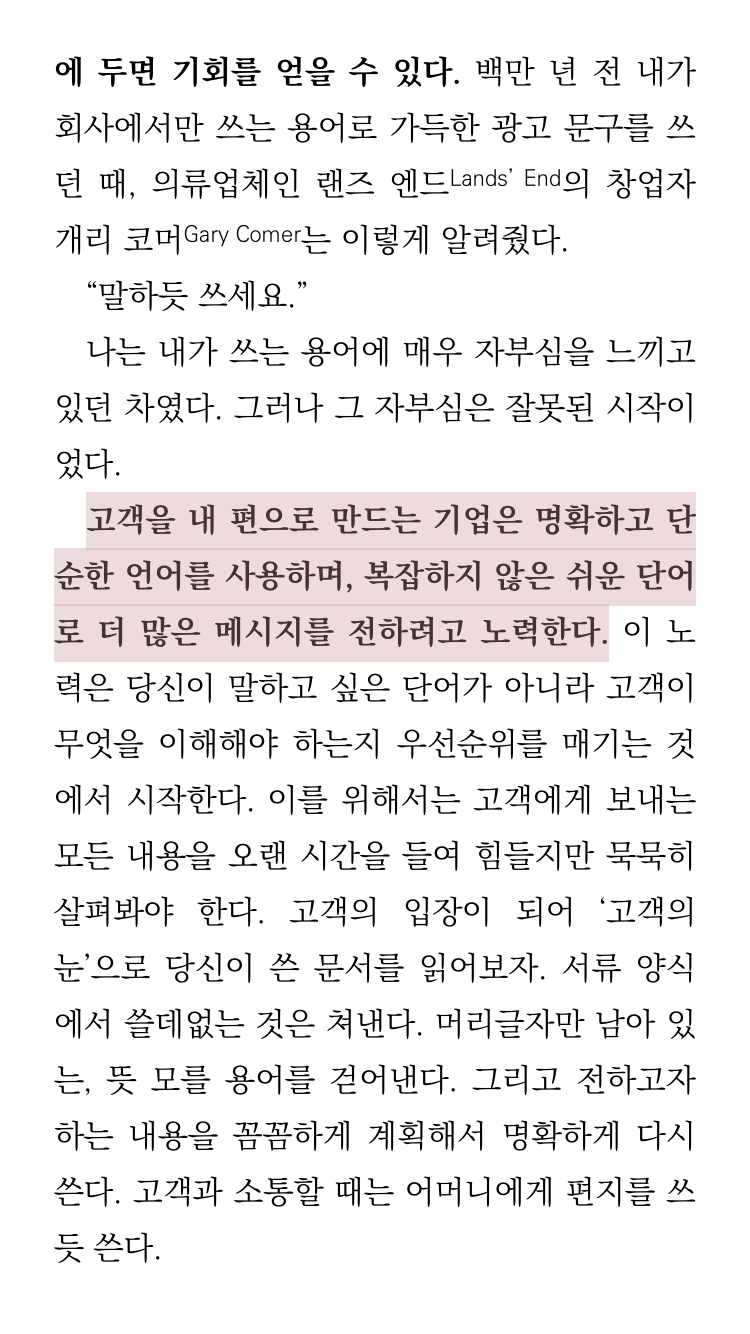 에 두면 기회를 얻을 수 있다. 백만 년 전 내가
회사에서만 쓰는 용어로 가득한 광고 문구를 쓰
던 때, 의류업체인 랜즈 엔드Lands’ End의 창업자
개리 코머Gary Comer는 이렇게 알려줬다.
“말하듯 쓰세요.”
나는 내가 쓰는 용어에 매우 자부심을 느끼고
있던 차였다. 그러나 그 자부심은 잘못된 시작이
었다.
고객을 내 편으로 만드는 기업은 명확하고 단
순한 언어를 사용하며, 복잡하지 않은 쉬운 단어
로 더 많은 메시지를 전하려고 노력한다. 이 노
력은 당신이 말하고 싶은 단어가 아니라 고객이
무엇을 이해해야 하는지 우선순위를 매기는 것
에서 시작한다. 이를 위해서는 고객에게 보내는
모든 내용을 오랜 시간을 들여 힘들지만 묵묵히
살펴봐야 한다. 고객의 입장이 되어 ‘고객의
눈’으로 당신이 쓴 문서를 읽어보자. 서류 양식
에서 쓸데없는 것은 쳐낸다. 머리글자만 남아 있
는, 뜻 모를 용어를 걷어낸다. 그리고 전하고자
하는 내용을 꼼꼼하게 계획해서 명확하게 다시
쓴다. 고객과 소통할 때는 어머니에게 편지를 쓰
듯 쓴다.